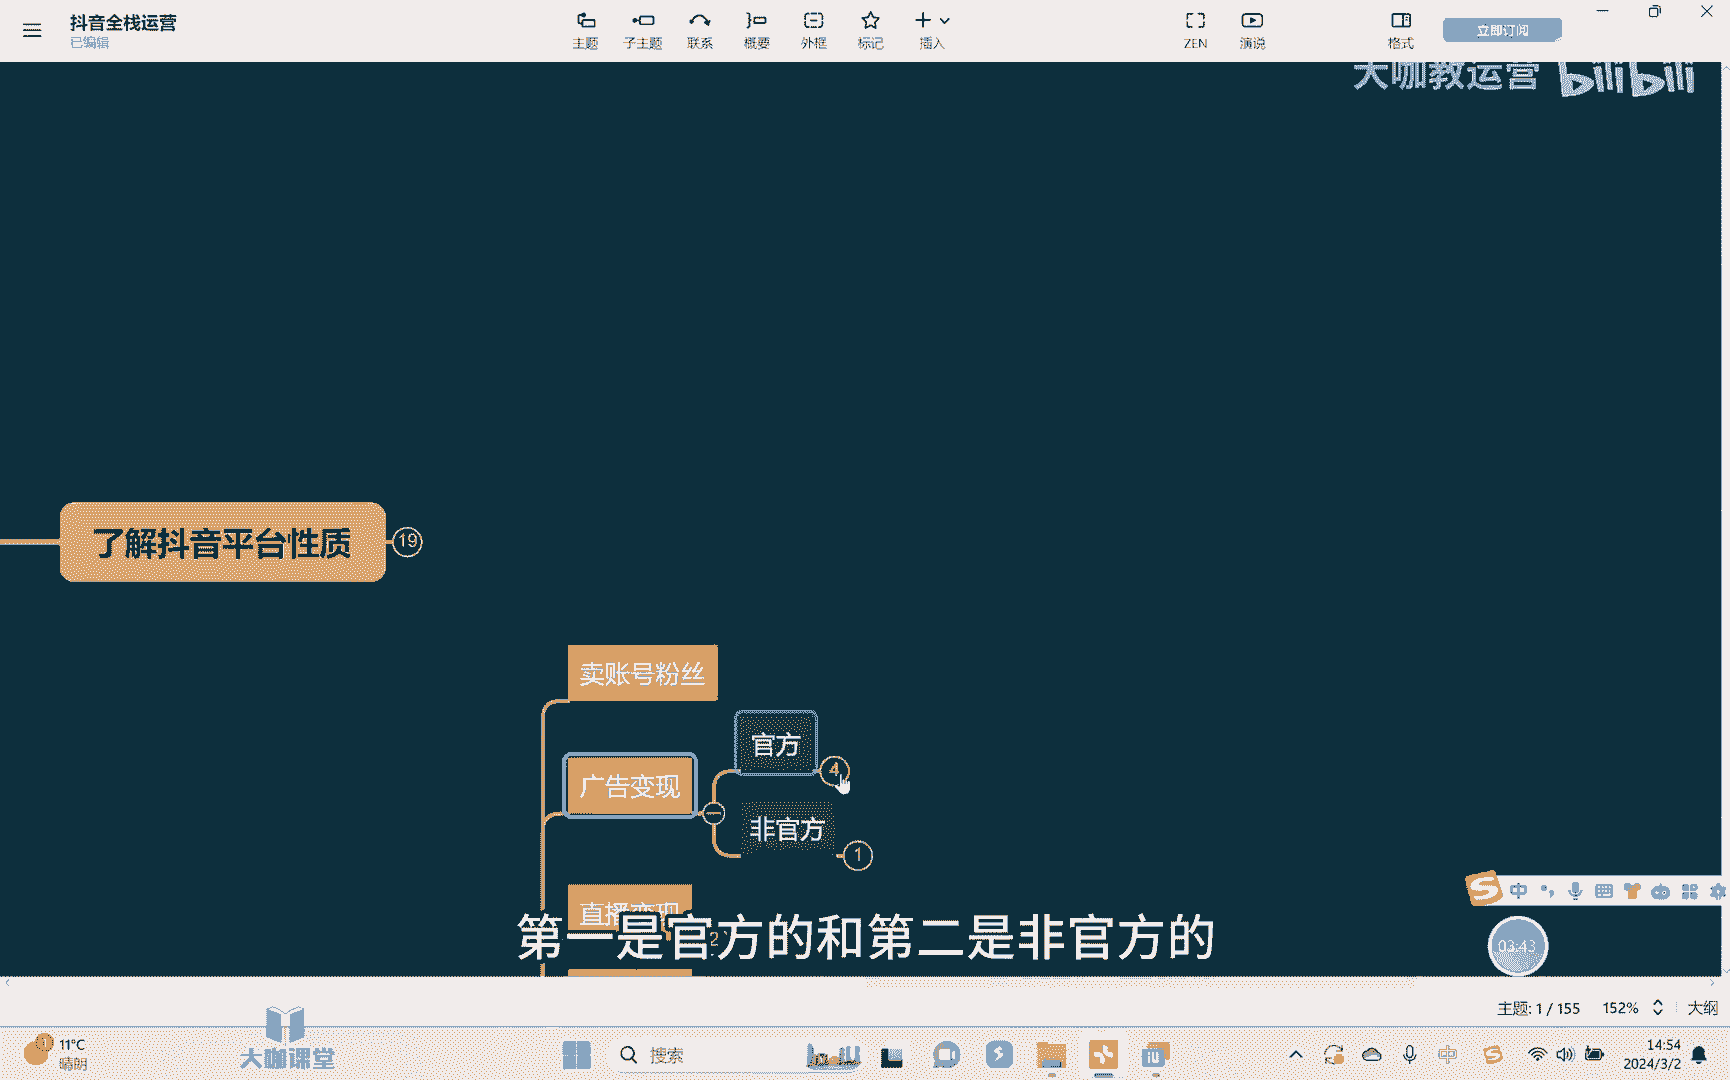 抖音全栈运营
已编辑
主题
子主题
联系
概要
外框
标记
插入
ZEN
演说
格式
立即订阅
大咖教运营 bilibili
了解抖音平台性质
19
卖账号粉丝
官方
4
广告变现
非官方
1
直播变现
2
第一是官方的和第二是非官方的
中
03:43
主题: 1 / 155
152%
大纲
11°C
晴朗
大咖课堂
搜索
中
14:54
2024/3/2